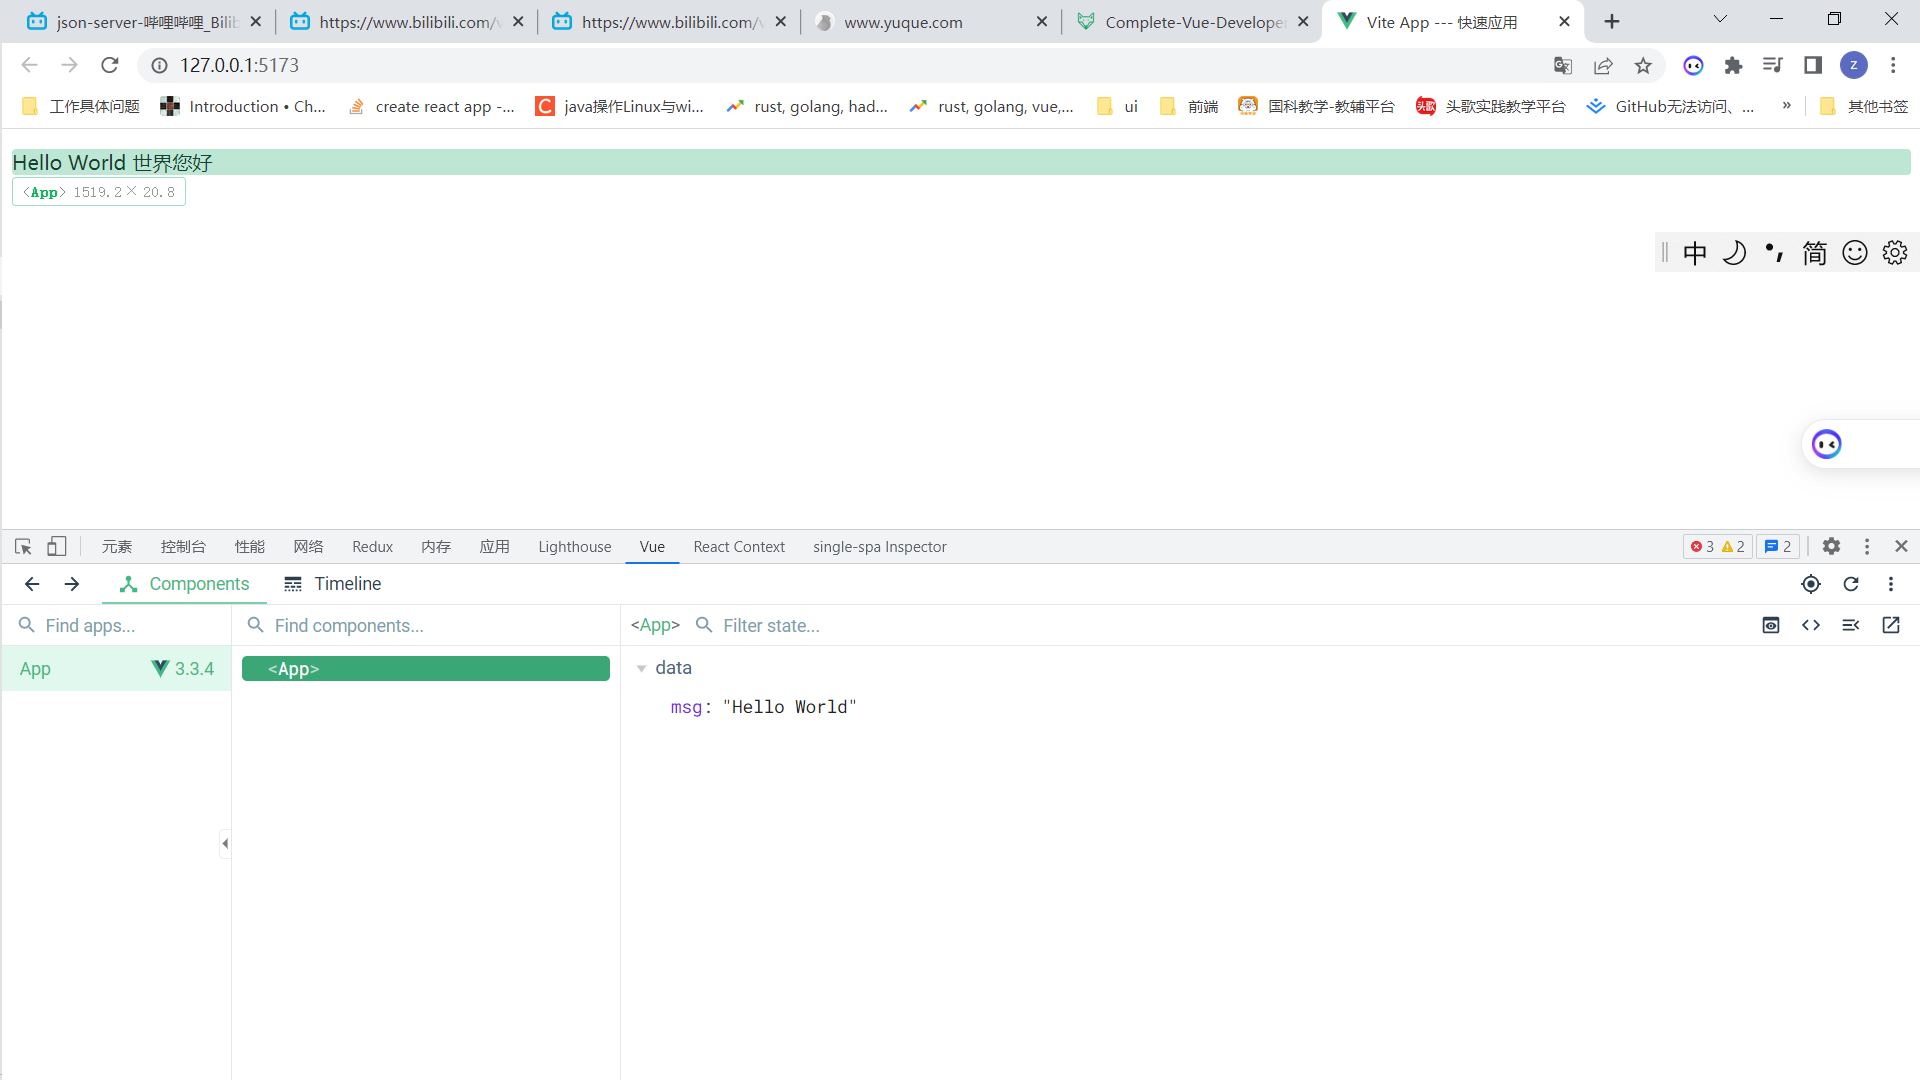 json-server-哔哩哔哩_Bilib
https://www.bilibili.com/v
https://www.bilibili.com/v
www.yuque.com
Complete-Vue-Develope
Vite App --- 快速应用
127.0.0.1:5173
Z
工作具体问题
Introduction • Ch...
create react app -...
java操作Linux与wi...
rust, golang, had...
rust, golang, vue,...
ui
前端
国科教学-教辅平台
头歌实践教学平台
GitHub无法访问、...
»
其他书签
Hello World 世界您好
<App> 1519.2 × 20.8
中
简
元素
控制台
性能
网络
Redux
内存
应用
Lighthouse
Vue
React Context
single-spa Inspector
3
2
2
Components
Timeline
Find apps...
Find components...
<App>
Filter state...
App
3.3.4
<App>
data
msg: "Hello World"